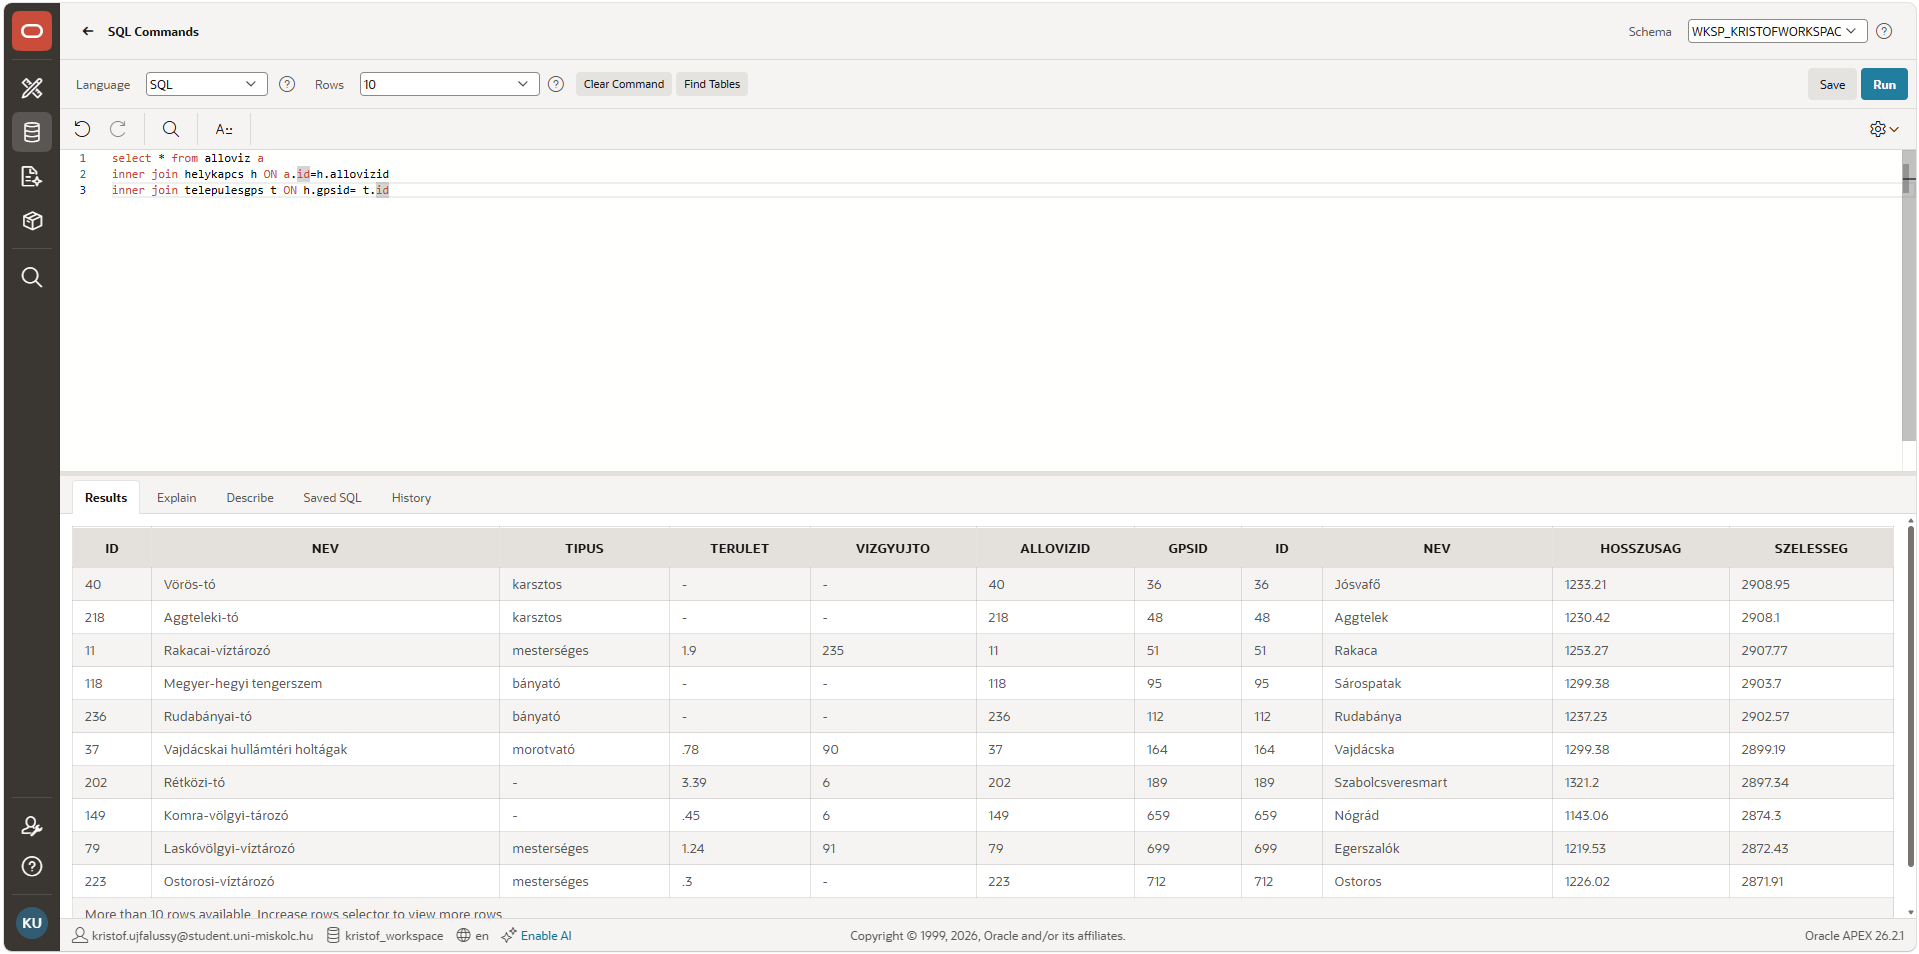 SQL Commands
Schema WKSP_KRISTOFWORKSPAC
Language SQL Rows 10 Clear Command Find Tables Save Run
A::
1 select * from alloviz a
2 inner join helykapcs h ON a.id=h.allovizid
3 inner join telepulesgps t ON h.gpsid= t.id
Results Explain Describe Saved SQL History
ID NEV TIPUS TERULET VIZGYUJTO ALLOVIZID GPSID ID NEV HOSSZUSAG SZELESSEG
40 Vörös-tó karsztos - - 40 36 36 Jósvafő 1233.21 2908.95
218 Aggteleki-tó karsztos - - 218 48 48 Aggtelek 1230.42 2908.1
11 Rakacai-víztározó mesterséges 1.9 235 11 51 51 Rakaca 1253.27 2907.77
118 Megyer-hegyi tengerszem bányató - - 118 95 95 Sárospatak 1299.38 2903.7
236 Rudabányai-tó bányató - - 236 112 112 Rudabánya 1237.23 2902.57
37 Vajdácskai hullámtéri holtágak morotvató .78 90 37 164 164 Vajdácska 1299.38 2899.19
202 Rétközi-tó - 3.39 6 202 189 189 Szabolcsveresmart 1321.2 2897.34
149 Komra-völgyi-tározó - .45 6 149 659 659 Nógrád 1143.06 2874.3
79 Laskóvölgyi-víztározó mesterséges 1.24 91 79 699 699 Egerszalók 1219.53 2872.43
223 Ostorosi-víztározó mesterséges .3 - 223 712 712 Ostoros 1226.02 2871.91
More than 10 rows available. Increase rows selector to view more rows
KU
kristof.ujfalussy@student.uni-miskolc.hu kristof_workspace en Enable AI Copyright © 1999, 2026, Oracle and/or its affiliates. Oracle APEX 26.2.1